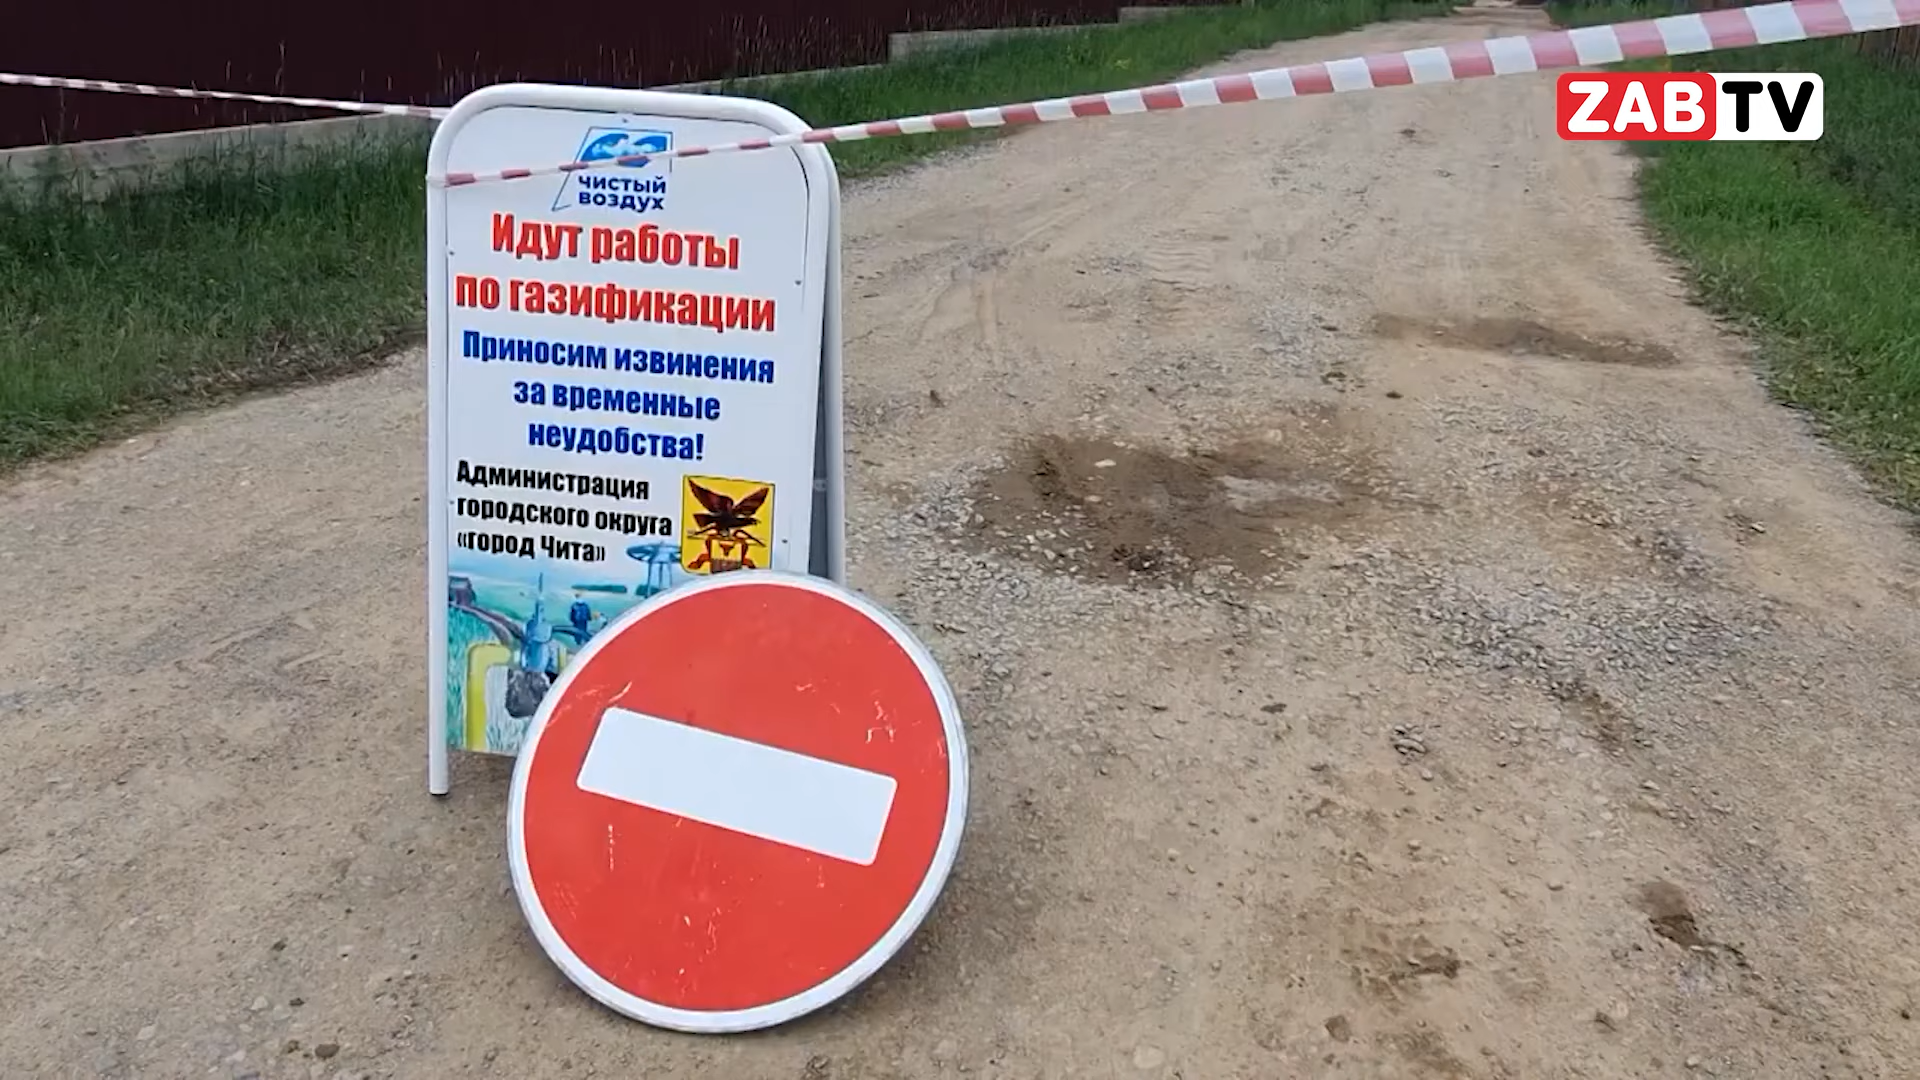 ZABTV
ЧИСТЫЙ
ВОЗДУХ
Идут работы
по газификации
Приносим извинения
за временные
неудобства!
Администрация
городского округа
«город Чита»